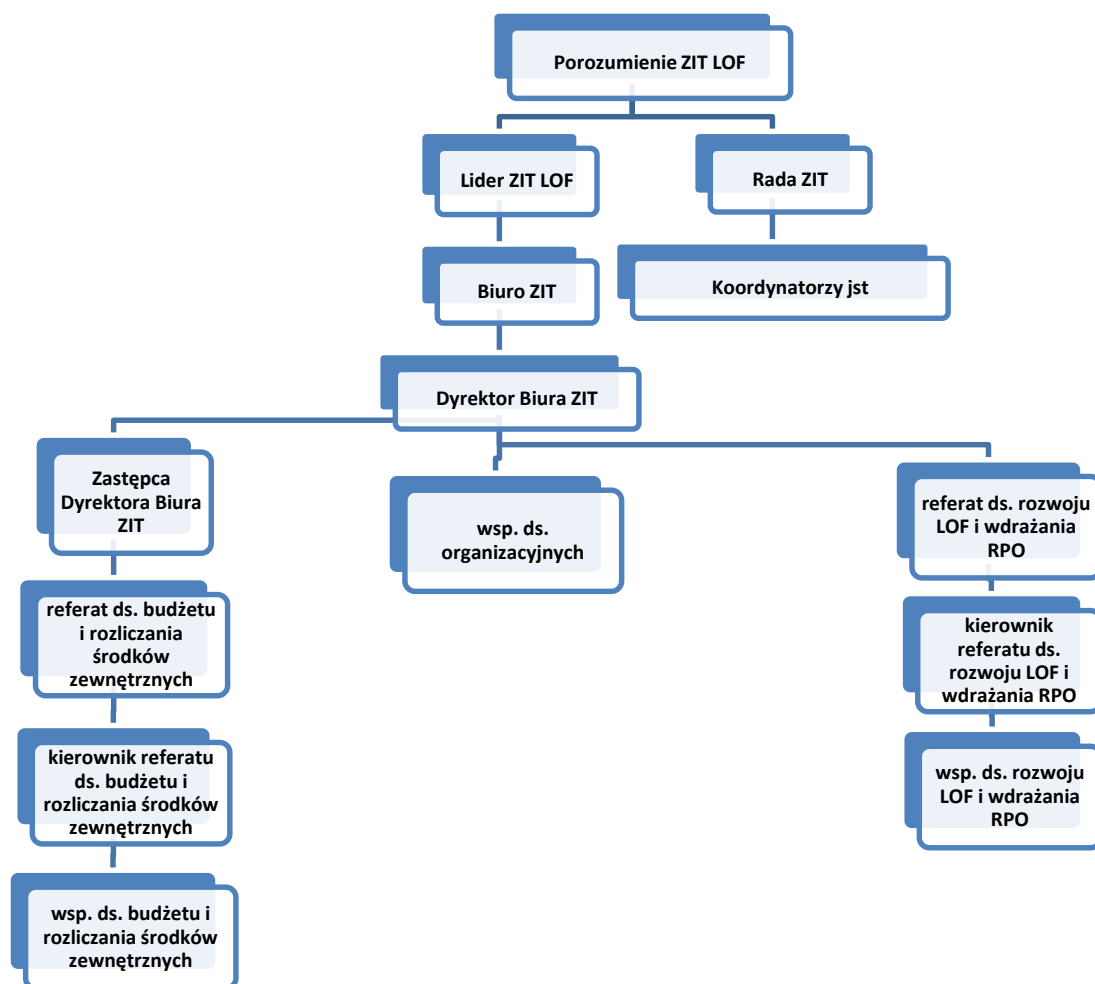 Porozumienie ZIT LOF
Lider ZIT LOF
Rada ZIT
Biuro ZIT
Koordynatorzy jst
Dyrektor Biura ZIT
Zastępca
Dyrektora Biura
ZIT
wsp. ds.
organizacyjnych
referat ds. rozwoju
LOF i wdrażania
RPO
referat ds. budżetu
i rozliczania
środków
zewnętrznych
kierownik
referatu ds.
rozwoju LOF i
wdrażania RPO
kierownik referatu
ds. budżetu i
rozliczania środków
zewnętrznych
wsp. ds. rozwoju
LOF i wdrażania
RPO
wsp. ds. budżetu i
rozliczania środków
zewnętrznych